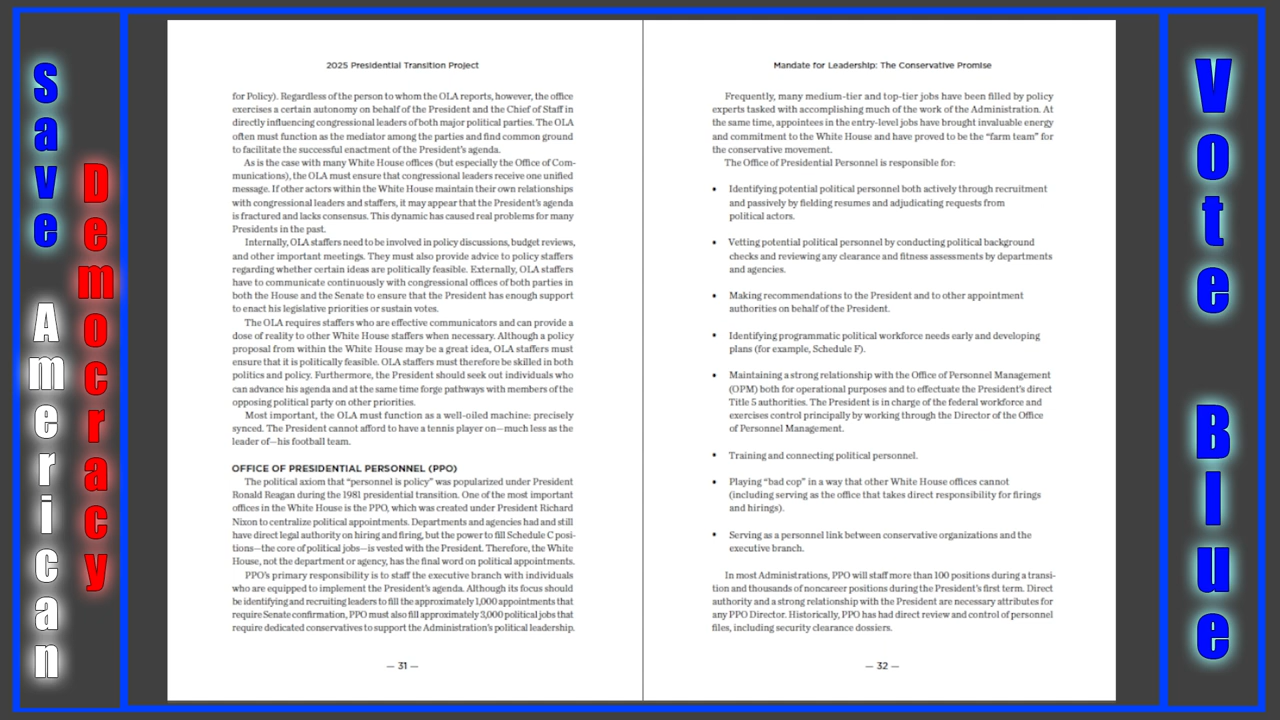 Save
American
Democracy
2025 Presidential Transition Project
for Policy). Regardless of the person to whom the OLA reports, however, the office
exercises a certain autonomy on behalf of the President and the Chief of Staff in
directly influencing congressional leaders of both major political parties. The OLA
often must function as the mediator among the parties and find common ground
to facilitate the successful enactment of the President's agenda.
As is the case with many White House offices (but especially the Office of Com-
munications), the OLA must ensure that congressional leaders receive one unified
message. If other actors within the White House maintain their own relationships
with congressional leaders and staffers, it may appear that the President's agenda
is fractured and lacks consensus. This dynamic has caused real problems for many
Presidents in the past.
Internally, OLA staffers need to be involved in policy discussions, budget reviews,
and other important meetings. They must also provide advice to policy staffers
regarding whether certain ideas are politically feasible. Externally, OLA staffers
have to communicate continuously with congressional offices of both parties in
both the House and the Senate to ensure that the President has enough support
to enact his legislative priorities or sustain votes.
The OLA requires staffers who are effective communicators and can provide a
dose of reality to other White House staffers when necessary. Although a policy
proposal from within the White House may be a great idea, OLA staffers must
ensure that it is politically feasible. OLA staffers must therefore be skilled in both
politics and policy. Furthermore, the President should seek out individuals who
can advance his agenda and at the same time forge pathways with members of the
opposing political party on other priorities.
Most important, the OLA must function as a well-oiled machine: precisely
synced. The President cannot afford to have a tennis player on—much less as the
leader of—his football team.
OFFICE OF PRESIDENTIAL PERSONNEL (PPO)
The political axiom that "personnel is policy" was popularized under President
Ronald Reagan during the 1981 presidential transition. One of the most important
offices in the White House is the PPO, which was created under President Richard
Nixon to centralize political appointments. Departments and agencies had and still
have direct legal authority on hiring and firing, but the power to fill Schedule C posi-
tions—the core of political jobs—is vested with the President. Therefore, the White
House, not the department or agency, has the final word on political appointments.
PPO's primary responsibility is to staff the executive branch with individuals
who are equipped to implement the President's agenda. Although its focus should
be identifying and recruiting leaders to fill the approximately 1,000 appointments that
require Senate confirmation, PPO must also fill approximately 3,000 political jobs that
require dedicated conservatives to support the Administration's political leadership.
— 31 —
Mandate for Leadership: The Conservative Promise
Frequently, many medium-tier and top-tier jobs have been filled by policy
experts tasked with accomplishing much of the work of the Administration. At
the same time, appointees in the entry-level jobs have brought invaluable energy
and commitment to the White House and have proved to be the "farm team" for
the conservative movement.
The Office of Presidential Personnel is responsible for:
• Identifying potential political personnel both actively through recruitment
and passively by fielding resumes and adjudicating requests from
political actors.
• Vetting potential political personnel by conducting political background
checks and reviewing any clearance and fitness assessments by departments
and agencies.
• Making recommendations to the President and to other appointment
authorities on behalf of the President.
• Identifying programmatic political workforce needs early and developing
plans (for example, Schedule F).
• Maintaining a strong relationship with the Office of Personnel Management
(OPM) both for operational purposes and to effectuate the President's direct
Title 5 authorities. The President is in charge of the federal workforce and
exercises control principally by working through the Director of the Office
of Personnel Management.
• Training and connecting political personnel.
• Playing "bad cop" in a way that other White House offices cannot
(including serving as the office that takes direct responsibility for firings
and hirings).
• Serving as a personnel link between conservative organizations and the
executive branch.
In most Administrations, PPO will staff more than 100 positions during a transi-
tion and thousands of noncareer positions during the President's first term. Direct
authority and a strong relationship with the President are necessary attributes for
any PPO Director. Historically, PPO has had direct review and control of personnel
files, including security clearance dossiers.
— 32 —
Vote
Blue